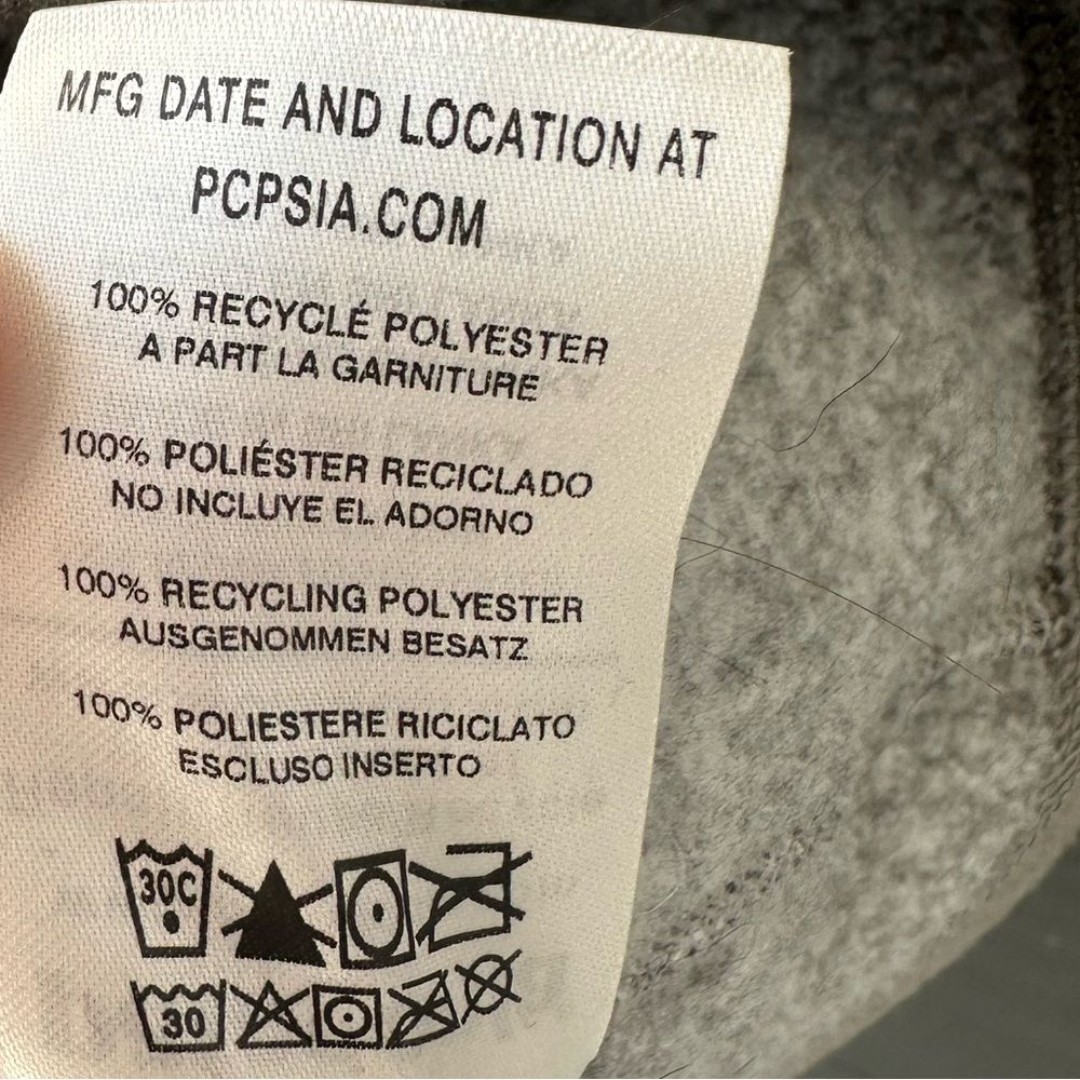 MFG DATE AND LOCATION AT
PCPSIA.COM
100% RECYCLÉ POLYESTER
A PART LA GARNITURE
100% POLIÉSTER RECICLADO
NO INCLUYE EL ADORNO
100% RECYCLING POLYESTER
AUSGENOMMEN BESATZ
100% POLIESTERE RICICLATO
ESCLUSO INSERTO
30C
30